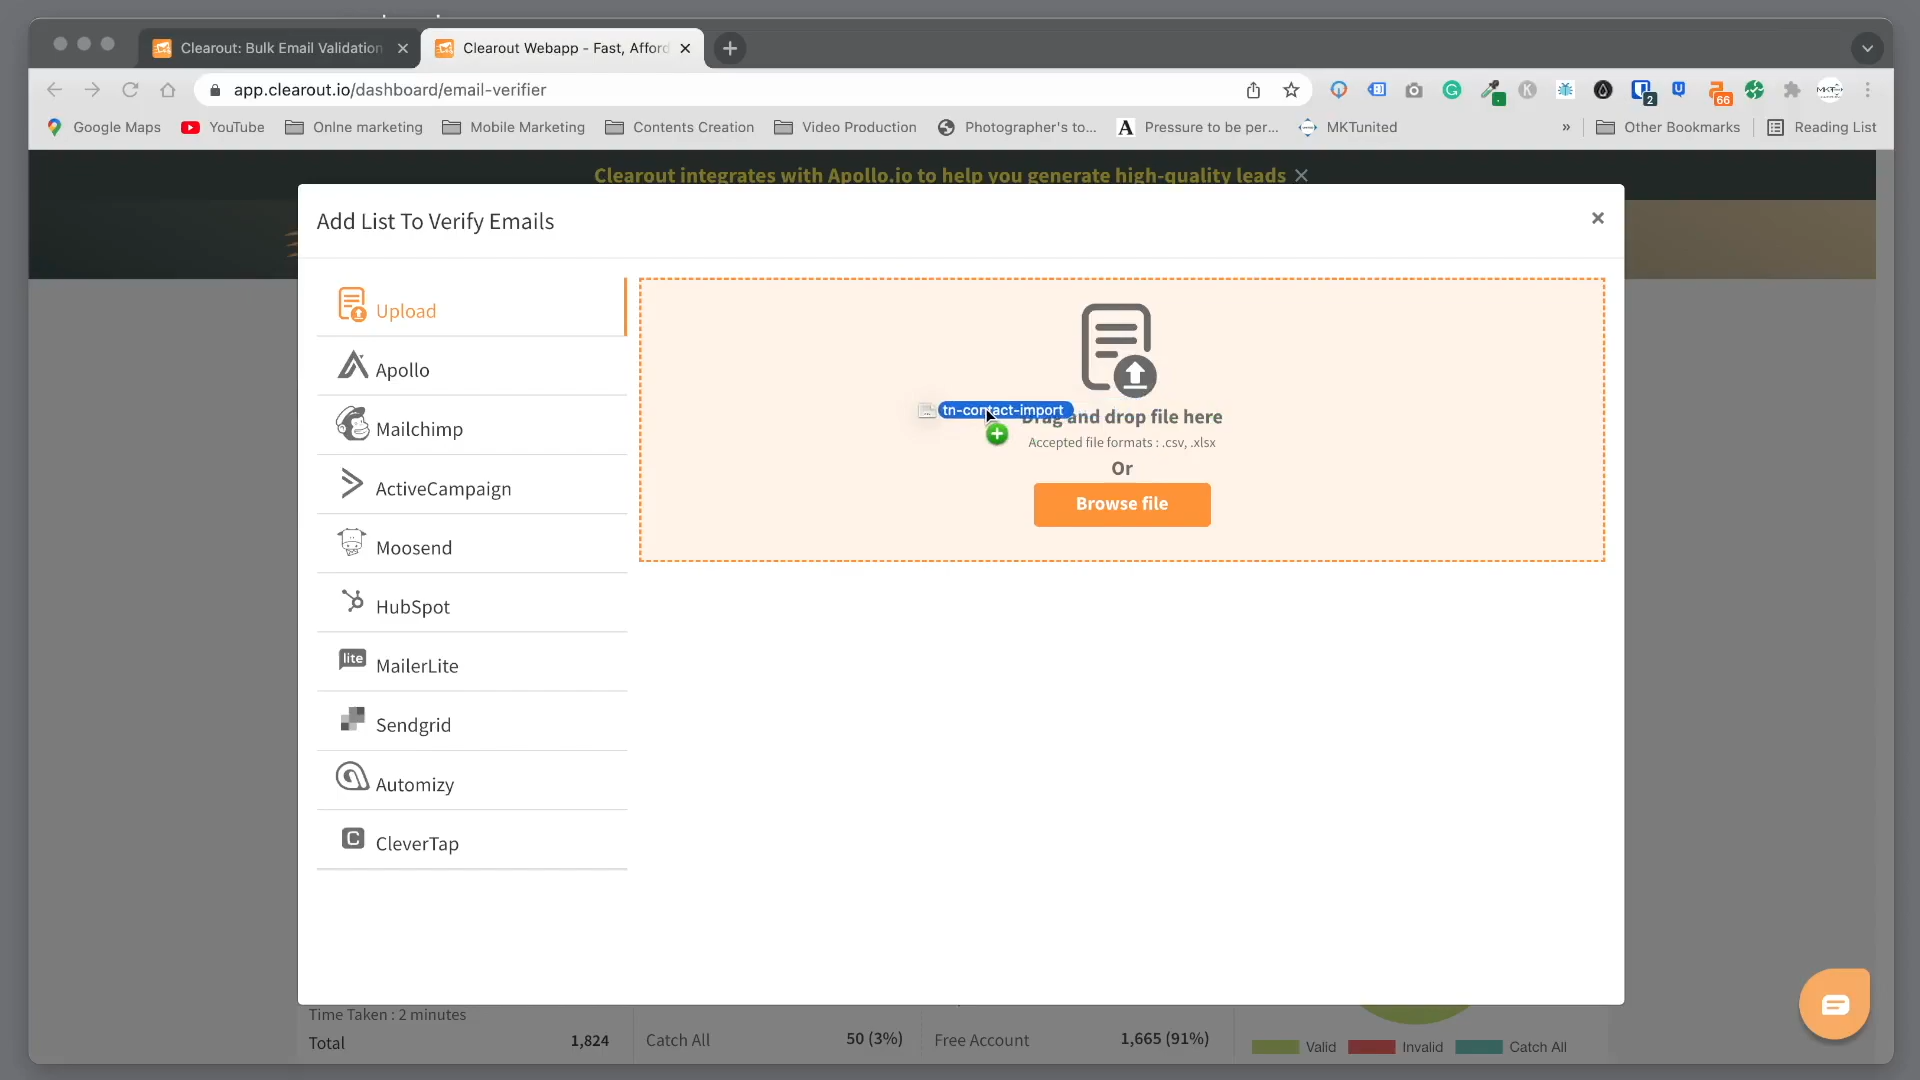 Clearout: Bulk Email Validation
Clearout Webapp - Fast, Afford
app.clearout.io/dashboard/email-verifier
2
66
Google Maps
YouTube
Onlne marketing
Mobile Marketing
Contents Creation
Video Production
Photographer's to...
Pressure to be per...
MKTunited
»
Other Bookmarks
Reading List
Clearout integrates with Apollo.io to help you generate high-quality leads
Add List To Verify Emails
Upload
Apollo
Mailchimp
ActiveCampaign
Moosend
HubSpot
lite
MailerLite
Sendgrid
Automizy
C
CleverTap
tn-contact-import
Drag and drop file here
Accepted file formats : .csv, .xlsx
Or
Browse file
Time Taken : 2 minutes
Total 1,824
Catch All 50 (3%)
Free Account 1,665 (91%)
Valid Invalid Catch All